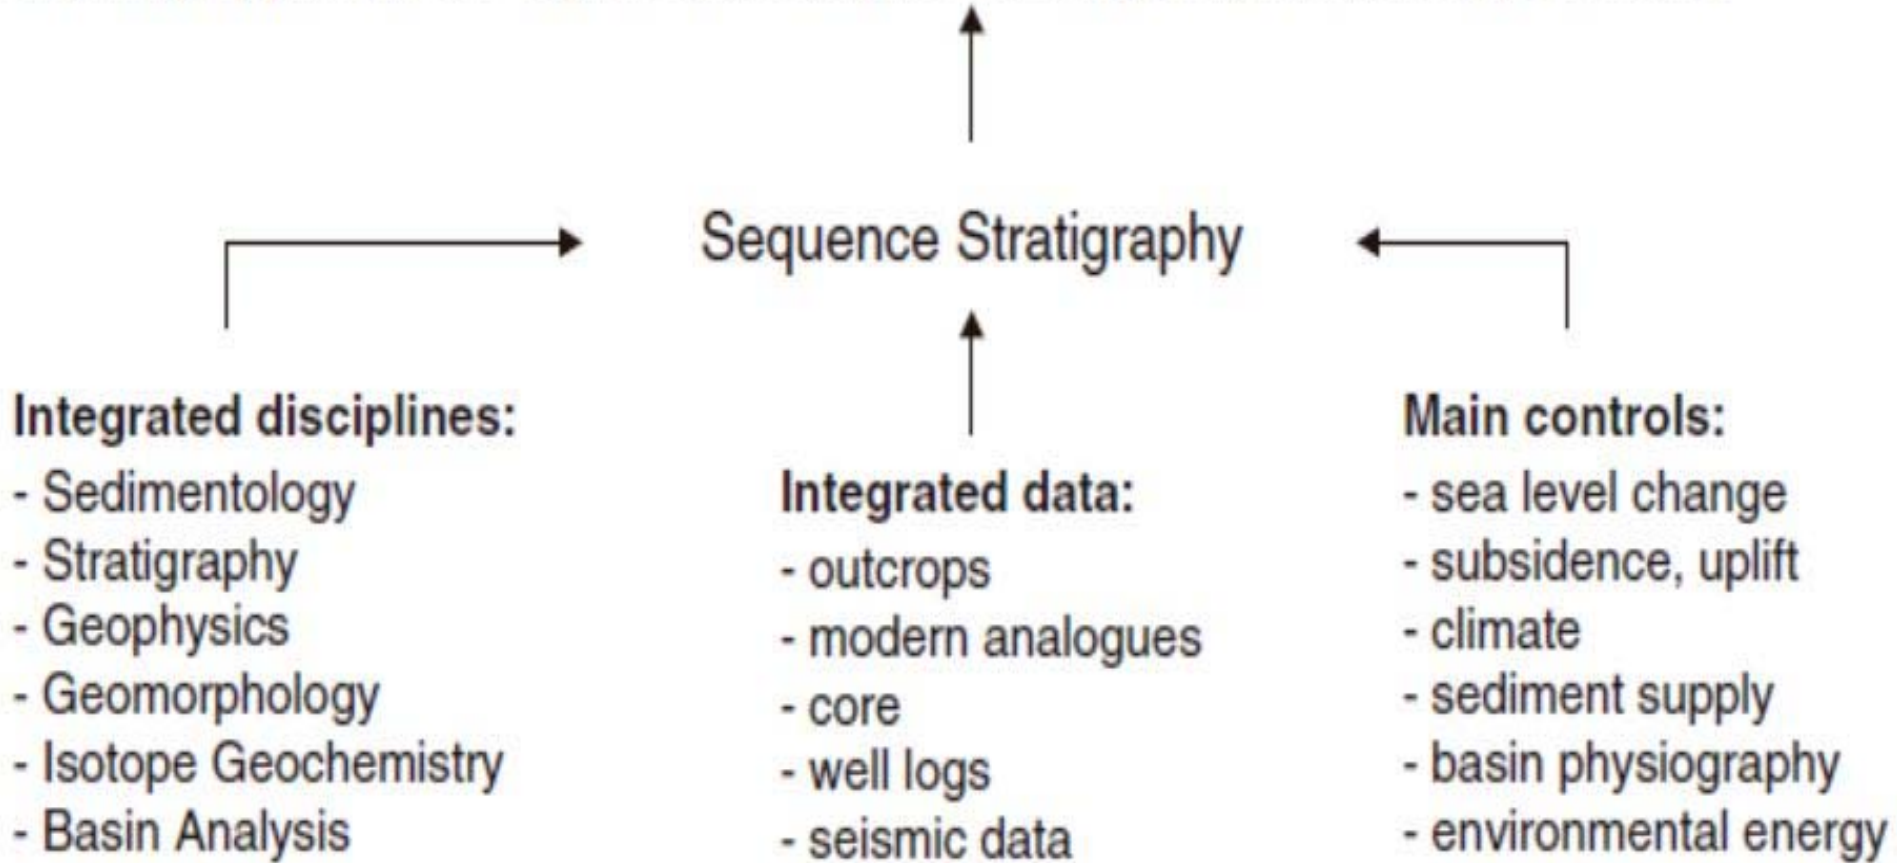 Sequence Stratigraphy
Integrated disciplines:
- Sedimentology
- Stratigraphy
- Geophysics
- Geomorphology
- Isotope Geochemistry
- Basin Analysis
Integrated data:
- outcrops
- modern analogues
- core
- well logs
- seismic data
Main controls:
- sea level change
- subsidence, uplift
- climate
- sediment supply
- basin physiography
- environmental energy